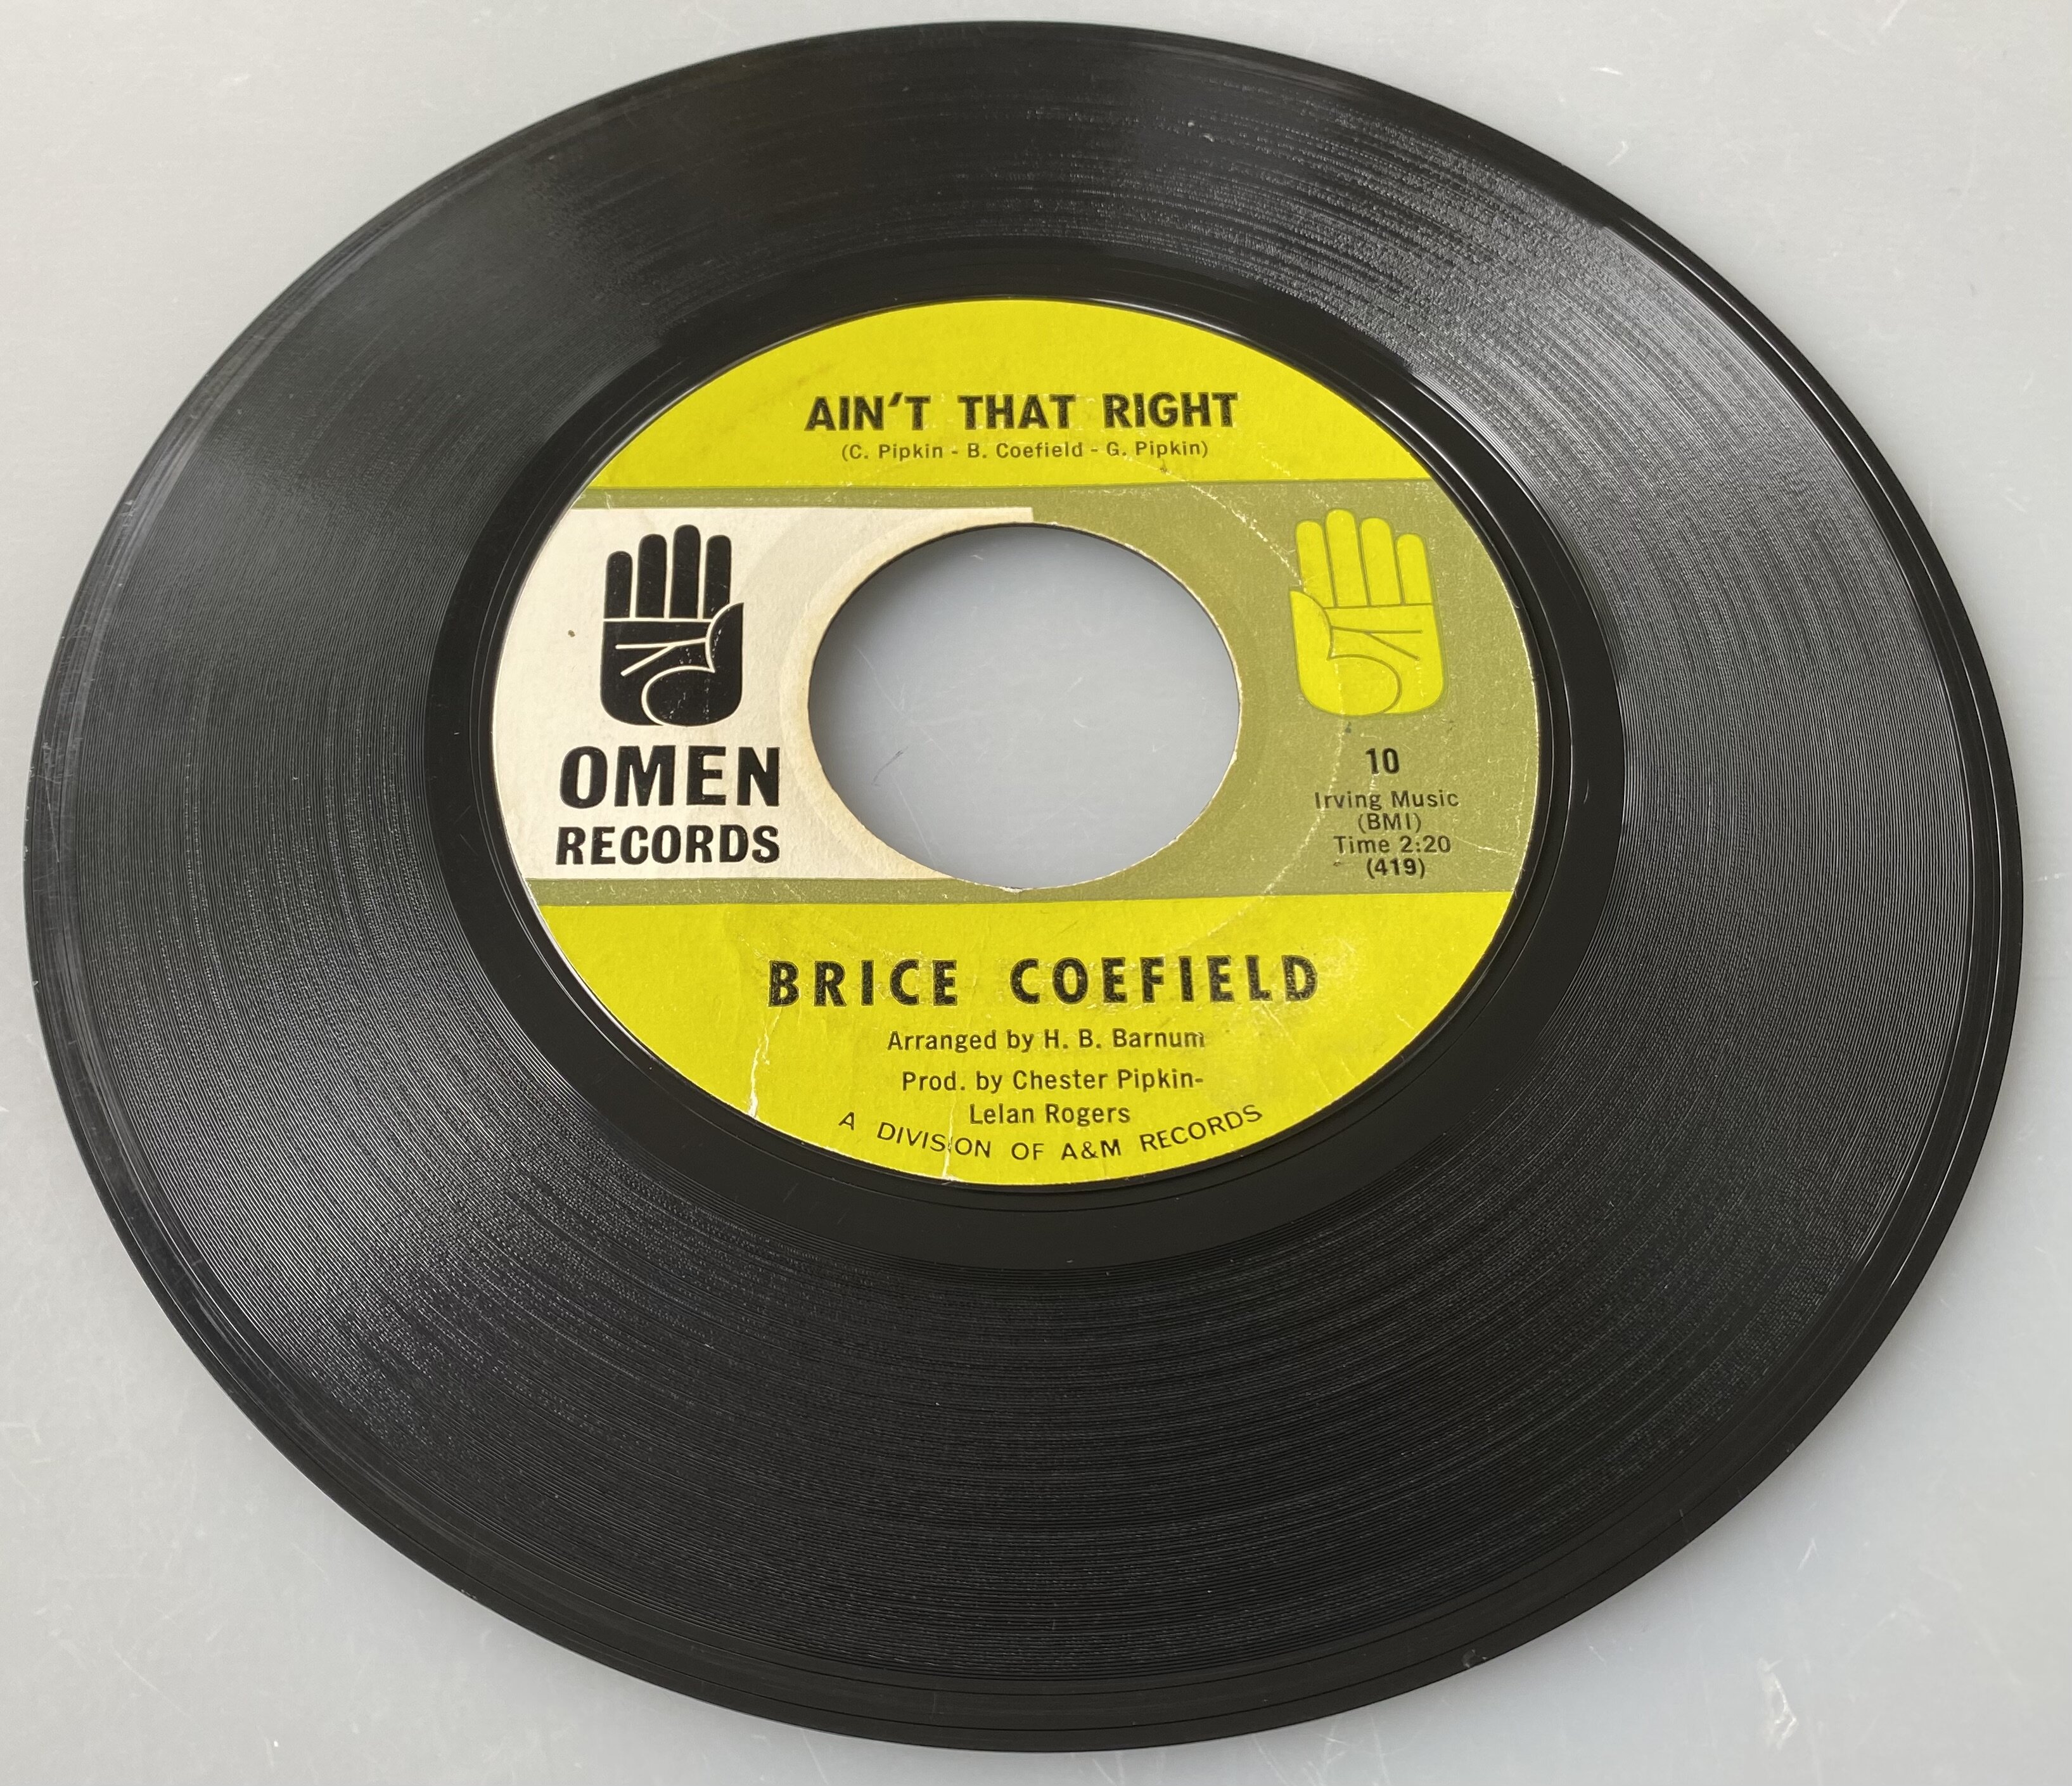 AIN'T THAT RIGHT
(C. Pipkin - B. Coefield - G. Pipkin)
OMEN
RECORDS
10
Irving Music
(BMI)
Time 2:20
(419)
BRICE COEFIELD
Arranged by H. B. Barnum
Prod. by Chester Pipkin-
Lelan Rogers
A DIVISION OF A&M RECORDS